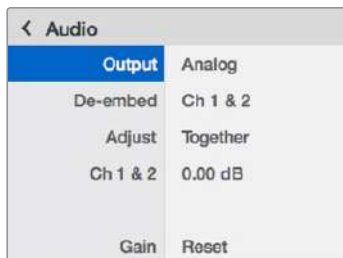 < Audio
Output Analog
De-embed Ch 1 & 2
Adjust Together
Ch 1 & 2 0.00 dB
Gain Reset